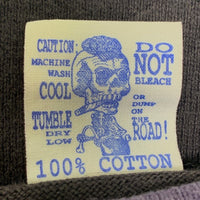 CAUTION:
MACHINE
WASH
COOL
TUMBLE
DRY
LOW
DO
NOT
BLEACH
OR DUMP
ON
THE
ROAD!
100% COTTON